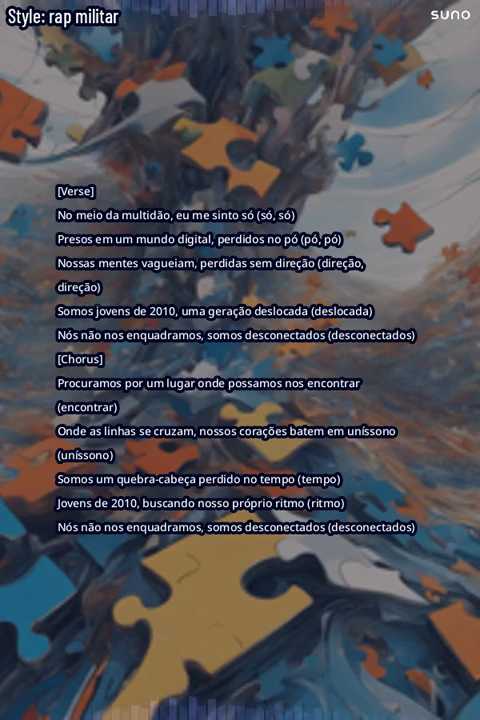 Style: rap militar
suno
[Verse]
No meio da multidão, eu me sinto só (só, só)
Presos em um mundo digital, perdidos no pó (pó, pó)
Nossas mentes vagueiam, perdidas sem direção (direção,
direção)
Somos jovens de 2010, uma geração deslocada (deslocada)
Nós não nos enquadramos, somos desconectados (desconectados)
[Chorus]
Procuramos por um lugar onde possamos nos encontrar
(encontrar)
Onde as linhas se cruzam, nossos corações batem em uníssono
(uníssono)
Somos um quebra-cabeça perdido no tempo (tempo)
Jovens de 2010, buscando nosso próprio ritmo (ritmo)
Nós não nos enquadramos, somos desconectados (desconectados)